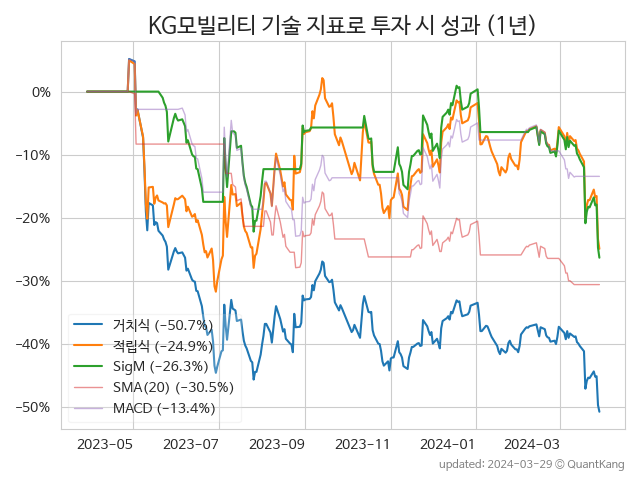 KG모빌리티 기술 지표로 투자 시 성과 (1년)
0%
−10%
−20%
−30%
−40%
−50%
거치식 (−50.7%)
적립식 (−24.9%)
SigM (−26.3%)
SMA(20) (−30.5%)
MACD (−13.4%)
2023−05 2023−07 2023−09 2023−11 2024−01 2024−03
updated: 2024−03−29 © QuantKang